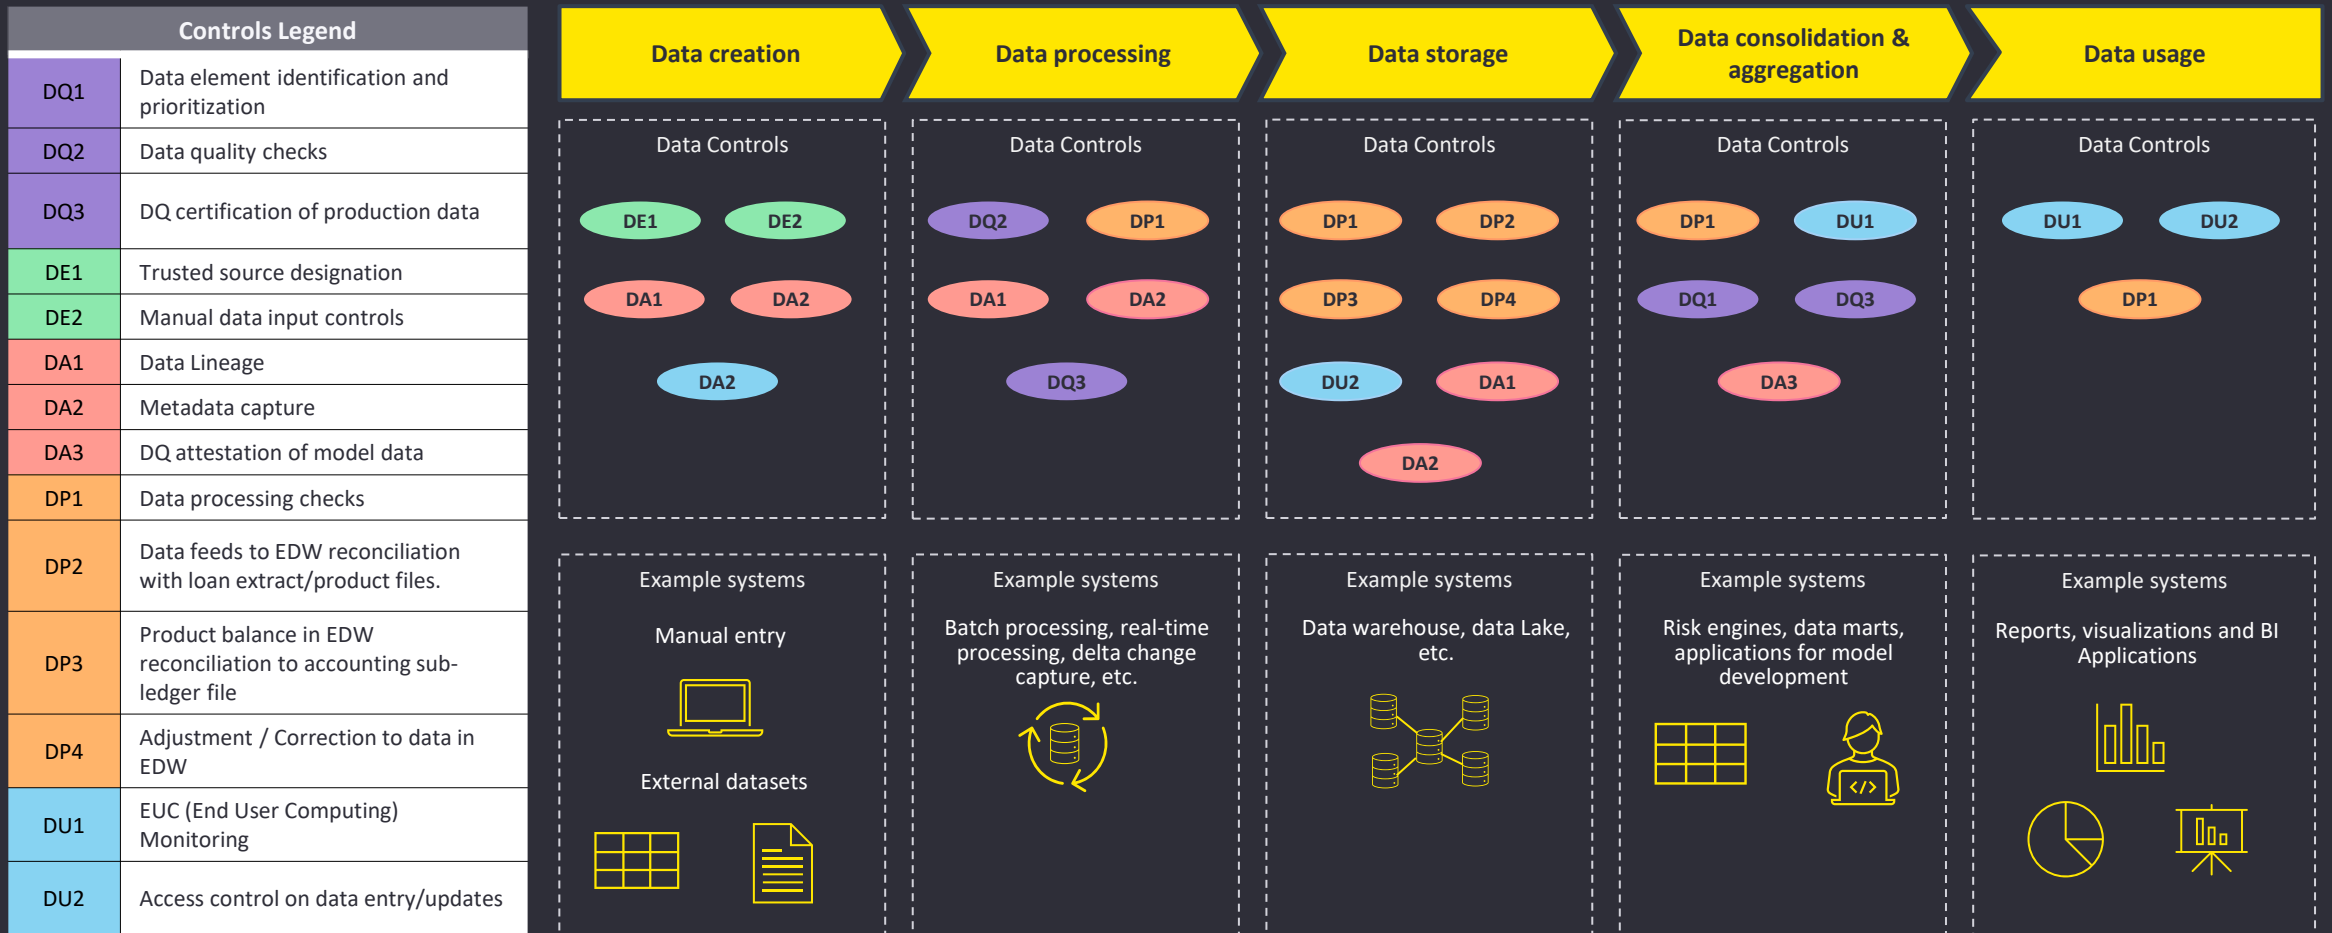 Controls Legend
DQ1
Data element identification and
prioritization
DQ2
Data quality checks
DQ3
DQ certification of production data
DE1
Trusted source designation
DE2
Manual data input controls
DA1
Data Lineage
DA2
Metadata capture
DA3
DQ attestation of model data
DP1
Data processing checks
DP2
Data feeds to EDW reconciliation
with loan extract/product files.
DP3
Product balance in EDW
reconciliation to accounting sub-
ledger file
DP4
Adjustment / Correction to data in
EDW
DU1
EUC (End User Computing)
Monitoring
DU2
Access control on data entry/updates
Data creation
Data Controls
DE1 DE2
DA1 DA2
DA2
Example systems
Manual entry
External datasets
Data processing
Data Controls
DQ2 DP1
DA1 DA2
DQ3
Example systems
Batch processing, real-time
processing, delta change
capture, etc.
Data storage
Data Controls
DP1 DP2
DP3 DP4
DU2 DA1
DA2
Example systems
Data warehouse, data Lake,
etc.
Data consolidation &
aggregation
Data Controls
DP1 DU1
DQ1 DQ3
DA3
Example systems
Risk engines, data marts,
applications for model
development
</>
Data usage
Data Controls
DU1 DU2
DP1
Example systems
Reports, visualizations and BI
Applications